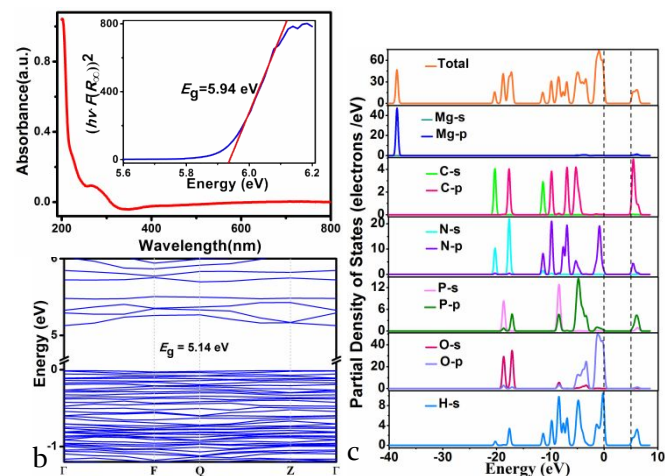 Absorbance(a.u.)
0.0
0.4
0.8
200 400 600 800
Wavelength(nm)
(hν F(R∞))²
0
200
400
600
800
5.6 5.8 6.0 6.2
Energy (eV)
Eg=5.94 eV
Energy (eV)
6
5
0
-1
Eg = 5.14 eV
Γ F Q Z Γ
b
c
Partial Density of States (electrons /eV)
60
30
0
Total
40
20
0
Mg-s
Mg-p
4
2
0
C-s
C-p
20
10
0
N-s
N-p
12
8
4
0
P-s
P-p
40
20
0
O-s
O-p
8
4
0
H-s
-40 -30 -20 -10 0 10
Energy (eV)